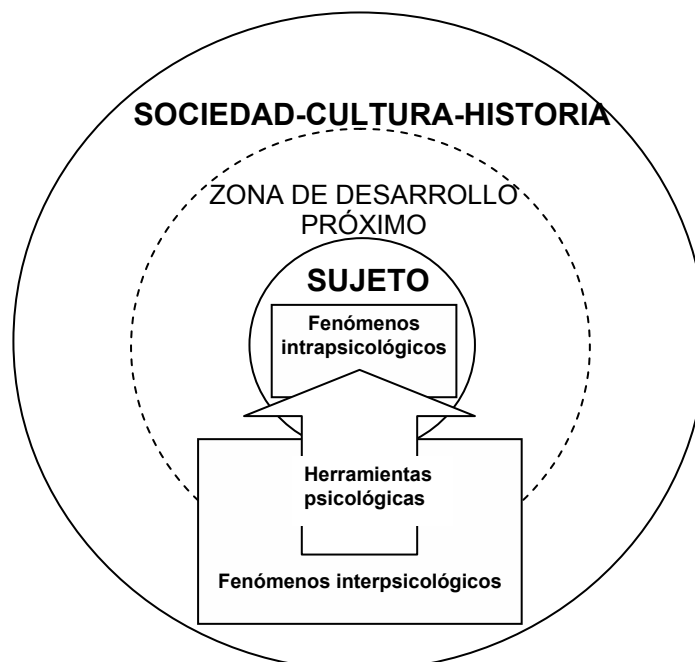 SOCIEDAD-CULTURA-HISTORIA
ZONA DE DESARROLLO
PRÓXIMO
SUJETO
Fenómenos
intrapsicológicos
Herramientas
psicológicas
Fenómenos interpsicológicos